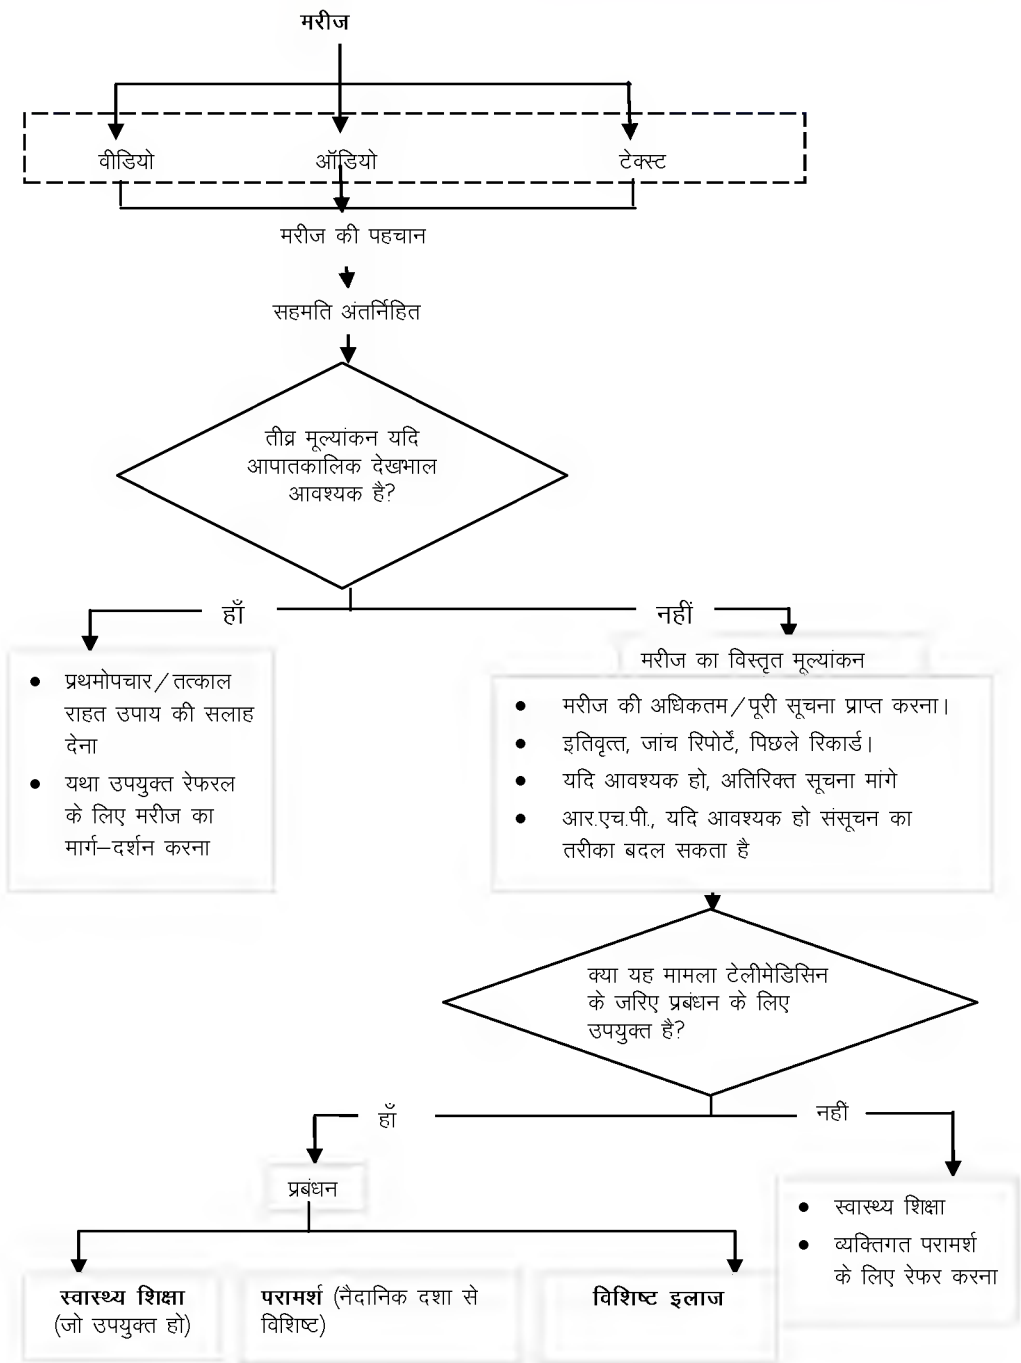 मरीज
वीडियो
ऑडियो
टेक्स्ट
मरीज की पहचान
सहमति अंतर्निहित
तीव्र मूल्यांकन यदि
आपातकालिक देखभाल
आवश्यक है?
हाँ
नहीं
• प्रथमोपचार/तत्काल
राहत उपाय की सलाह
देना
• यथा उपयुक्त रेफरल
के लिए मरीज का
मार्ग–दर्शन करना
मरीज का विस्तृत मूल्यांकन
• मरीज की अधिकतम/पूरी सूचना प्राप्त करना।
• इतिवृत्त, जांच रिपोर्टें, पिछले रिकार्ड।
• यदि आवश्यक हो, अतिरिक्त सूचना मांगे
• आर.एच.पी., यदि आवश्यक हो संसूचन का
तरीका बदल सकता है
क्या यह मामला टेलीमेडिसिन
के जरिए प्रबंधन के लिए
उपयुक्त है?
हाँ
नहीं
प्रबंधन
• स्वास्थ्य शिक्षा
• व्यक्तिगत परामर्श
के लिए रेफर करना
स्वास्थ्य शिक्षा
(जो उपयुक्त हो)
परामर्श (नैदानिक दशा से
विशिष्ट)
विशिष्ट इलाज